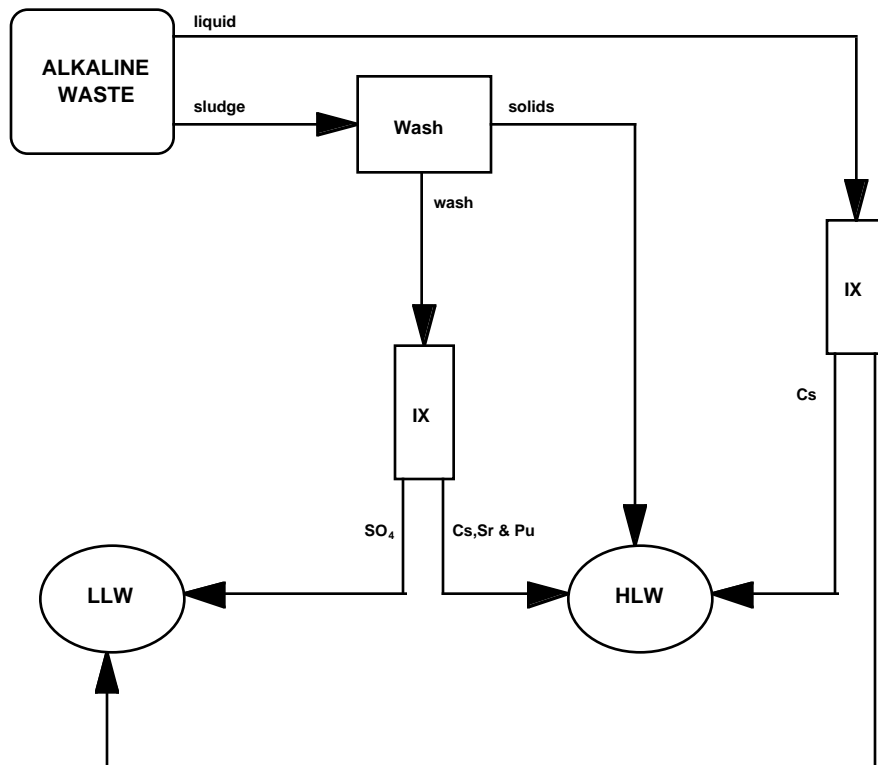 liquid
ALKALINE
WASTE
sludge
Wash
solids
wash
IX
Cs
IX
SO₄
Cs,Sr & Pu
LLW
HLW